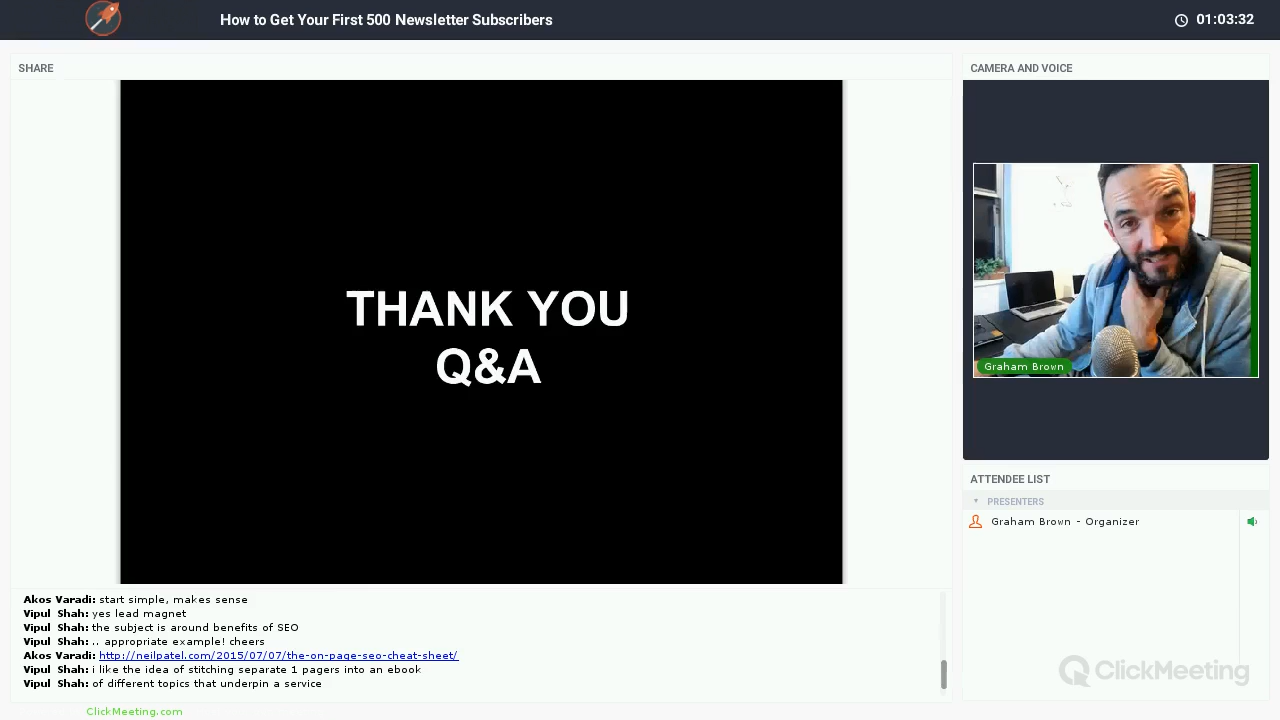 How to Get Your First 500 Newsletter Subscribers
01:03:32
SHARE
THANK YOU
Q&A
Akos Varadi: start simple, makes sense
Vipul Shah: yes lead magnet
Vipul Shah: the subject is around benefits of SEO
Vipul Shah: .. appropriate example! cheers
Akos Varadi: http://neilpatel.com/2015/07/07/the-on-page-seo-cheat-sheet/
Vipul Shah: i like the idea of stitching separate 1 pagers into an ebook
Vipul Shah: of different topics that underpin a service
ClickMeeting.com
CAMERA AND VOICE
Graham Brown
ATTENDEE LIST
PRESENTERS
Graham Brown - Organizer
ClickMeeting